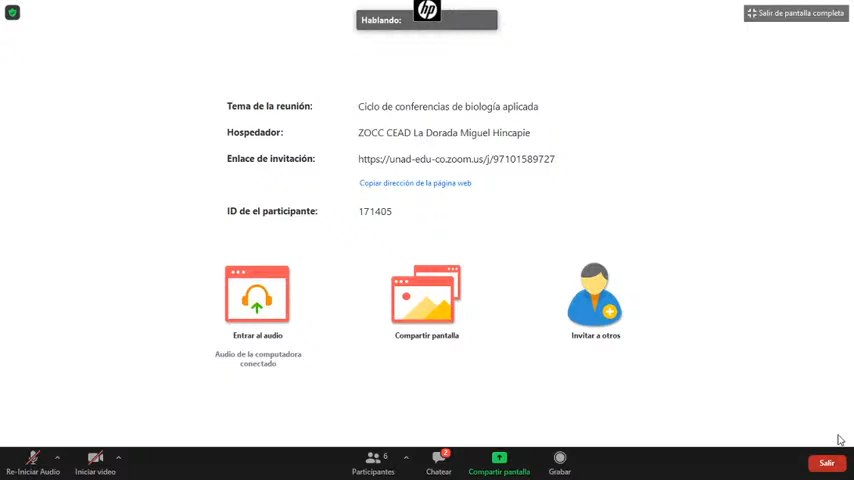 Hablando:
hp
Salir de pantalla completa
Tema de la reunión: Ciclo de conferencias de biología aplicada
Hospedador: ZOCC CEAD La Dorada Miguel Hincapie
Enlace de invitación: https://unad-edu-co.zoom.us/j/97101589727
Copiar dirección de la página web
ID de el participante: 171405
Entrar al audio
Audio de la computadora
conectado
Compartir pantalla
Invitar a otros
Re-Iniciar Audio
Iniciar video
6
Participantes
2
Chatear
Compartir pantalla
Grabar
Salir